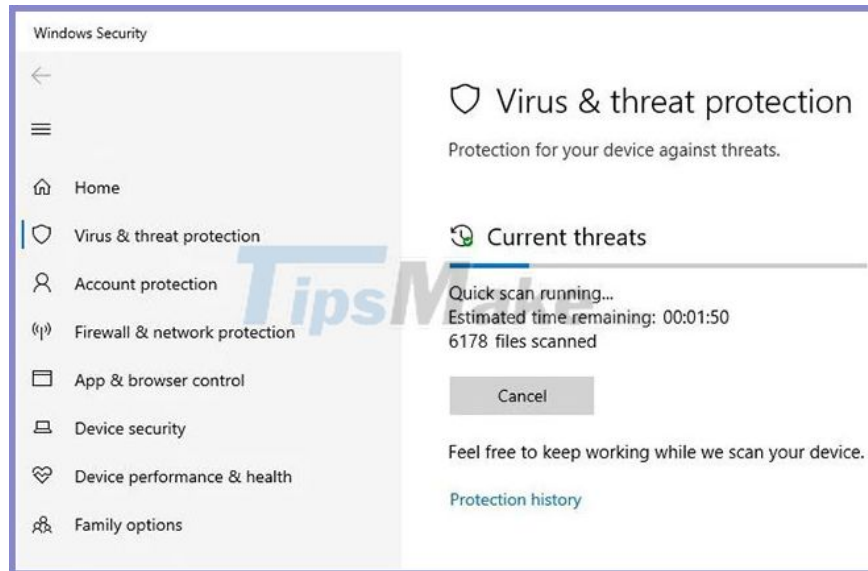 Windows Security
Home
Virus & threat protection
Account protection
Firewall & network protection
App & browser control
Device security
Device performance & health
Family options
Virus & threat protection
Protection for your device against threats.
Current threats
Quick scan running...
Estimated time remaining: 00:01:50
6178 files scanned
Cancel
Feel free to keep working while we scan your device.
Protection history
TipsMake